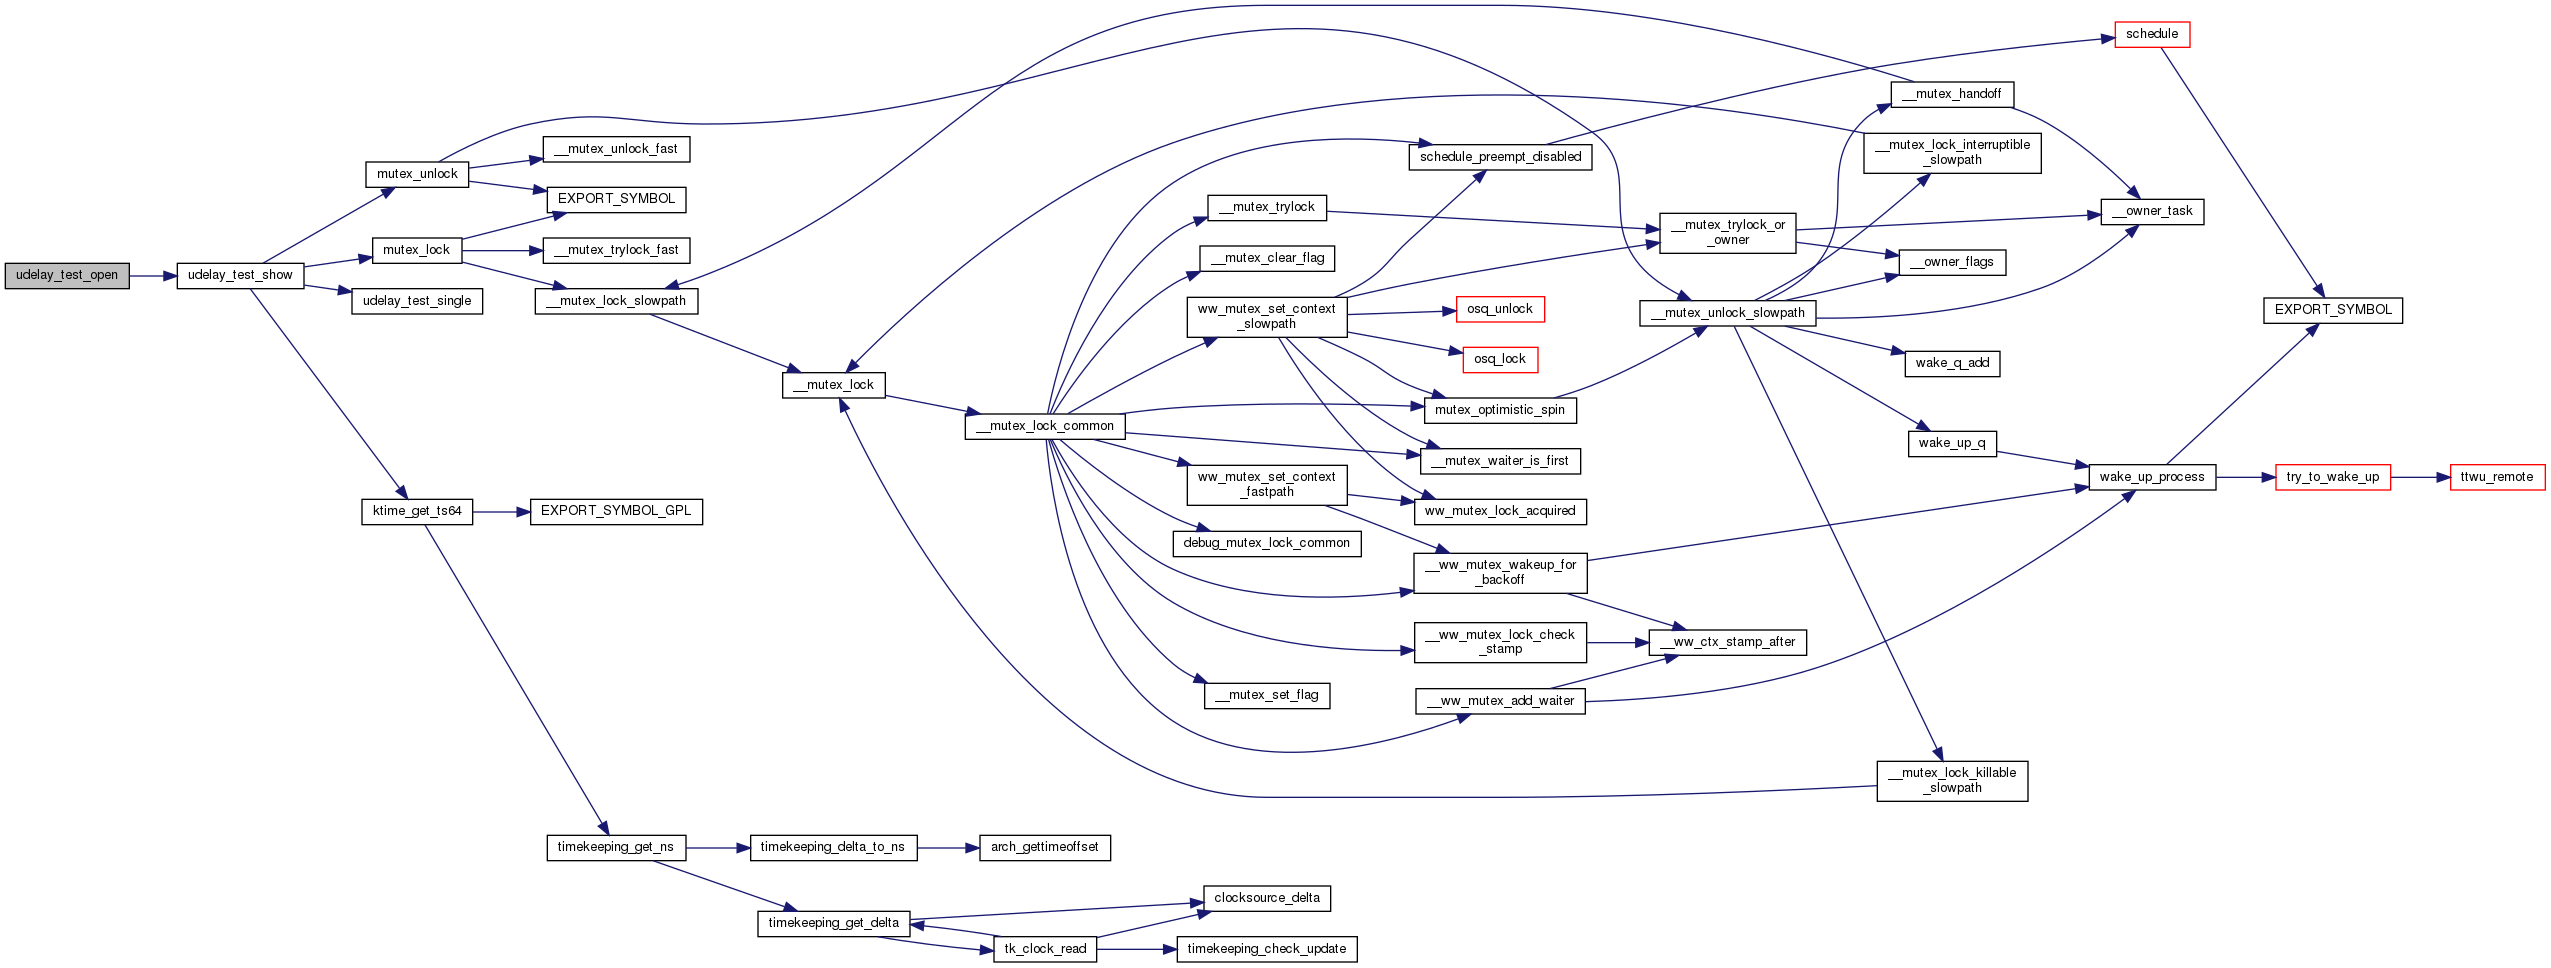 udelay_test_open
udelay_test_show
mutex_unlock
mutex_lock
udelay_test_single
ktime_get_ts64
__mutex_unlock_fast
EXPORT_SYMBOL
__mutex_trylock_fast
__mutex_lock_slowpath
EXPORT_SYMBOL_GPL
timekeeping_get_ns
__mutex_lock
timekeeping_delta_to_ns
timekeeping_get_delta
__mutex_lock_common
arch_gettimeoffset
tk_clock_read
__mutex_trylock
__mutex_clear_flag
ww_mutex_set_context
_slowpath
ww_mutex_set_context
_fastpath
debug_mutex_lock_common
__mutex_set_flag
clocksource_delta
timekeeping_check_update
schedule_preempt_disabled
osq_unlock
osq_lock
mutex_optimistic_spin
__mutex_waiter_is_first
ww_mutex_lock_acquired
__ww_mutex_wakeup_for
_backoff
__ww_mutex_lock_check
_stamp
__ww_mutex_add_waiter
__mutex_trylock_or
_owner
__mutex_unlock_slowpath
__ww_ctx_stamp_after
__mutex_handoff
__mutex_lock_interruptible
_slowpath
__owner_flags
wake_q_add
wake_up_q
__mutex_lock_killable
_slowpath
schedule
__owner_task
wake_up_process
EXPORT_SYMBOL
try_to_wake_up
ttwu_remote